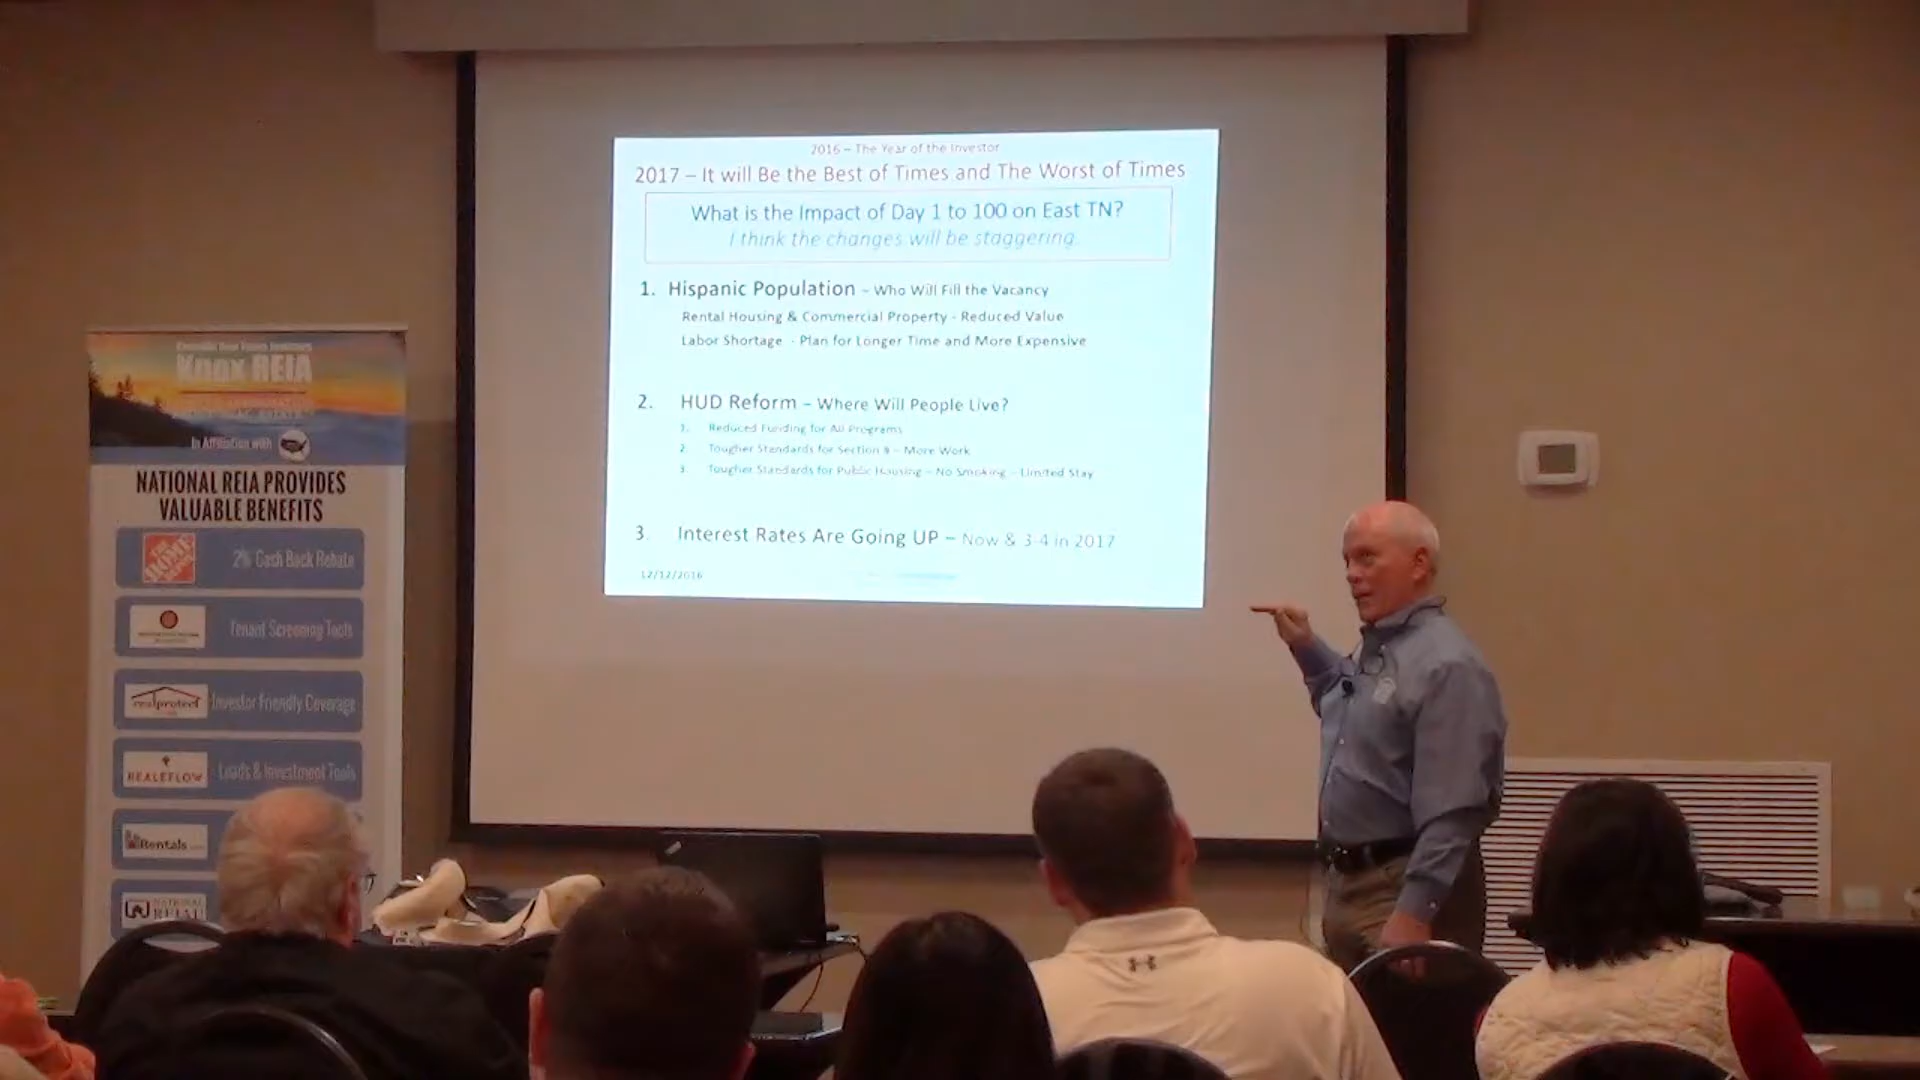 2016 – The Year of the Investor
2017 – It will Be the Best of Times and The Worst of Times
What is the Impact of Day 1 to 100 on East TN?
I think the changes will be staggering.
1. Hispanic Population – Who Will Fill the Vacancy
Rental Housing & Commercial Property - Reduced Value
Labor Shortage - Plan for Longer Time and More Expensive
2. HUD Reform – Where Will People Live?
1. Reduced Funding for All Programs
2. Tougher Standards for Section 8 – More Work
3. Tougher Standards for Public Housing – No Smoking – Limited Stay
3. Interest Rates Are Going UP – Now & 3-4 in 2017
12/12/2016
Knox REIA
In Affiliation with
NATIONAL REIA PROVIDES
VALUABLE BENEFITS
THE HOME DEPOT
2% Cash Back Rebate
Tenant Screening Tools
realprotect
Investor Friendly Coverage
REALEFLOW
Leads & Investment Tools
Rentals
NATIONAL
REIA